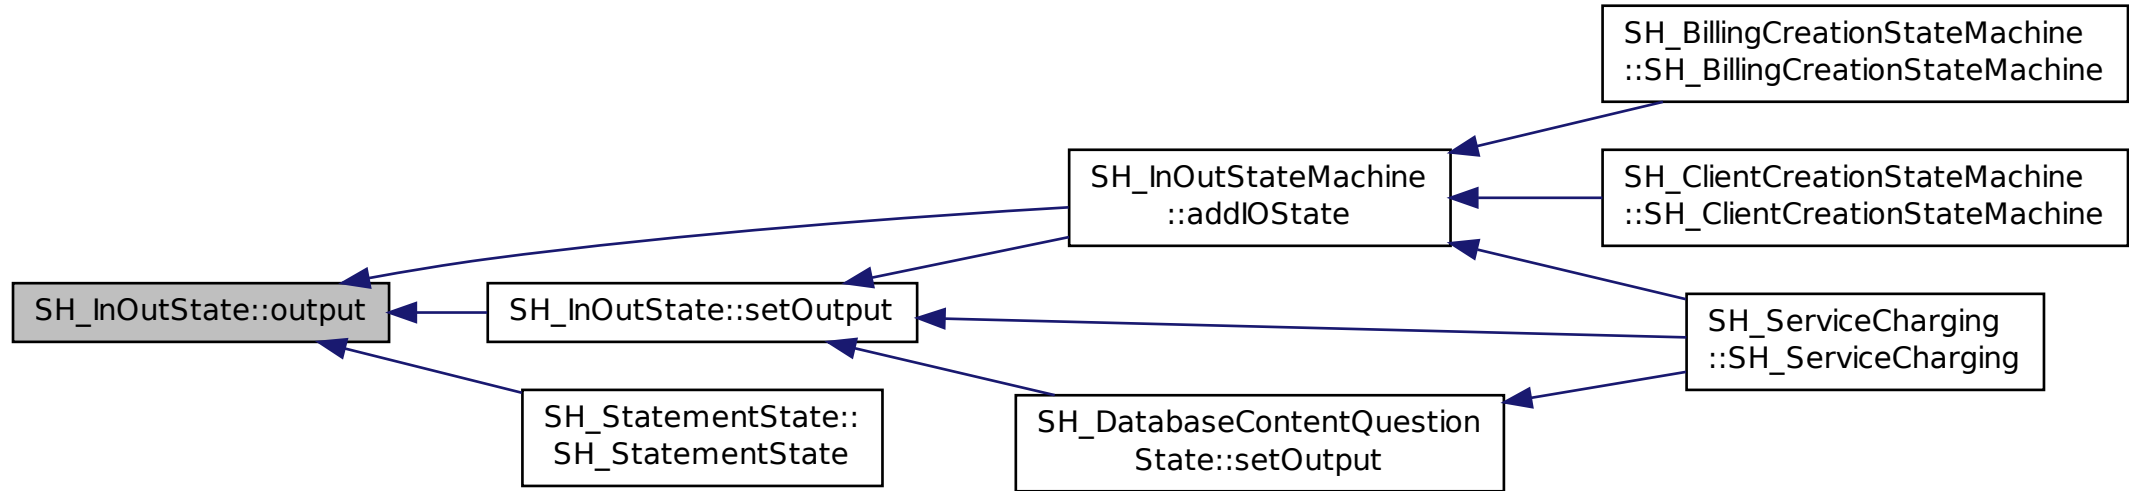 SH_BillingCreationStateMachine
::SH_BillingCreationStateMachine
SH_InOutStateMachine
::addIOState
SH_ClientCreationStateMachine
::SH_ClientCreationStateMachine
SH_InOutState::output
SH_InOutState::setOutput
SH_ServiceCharging
::SH_ServiceCharging
SH_StatementState::
SH_StatementState
SH_DatabaseContentQuestion
State::setOutput